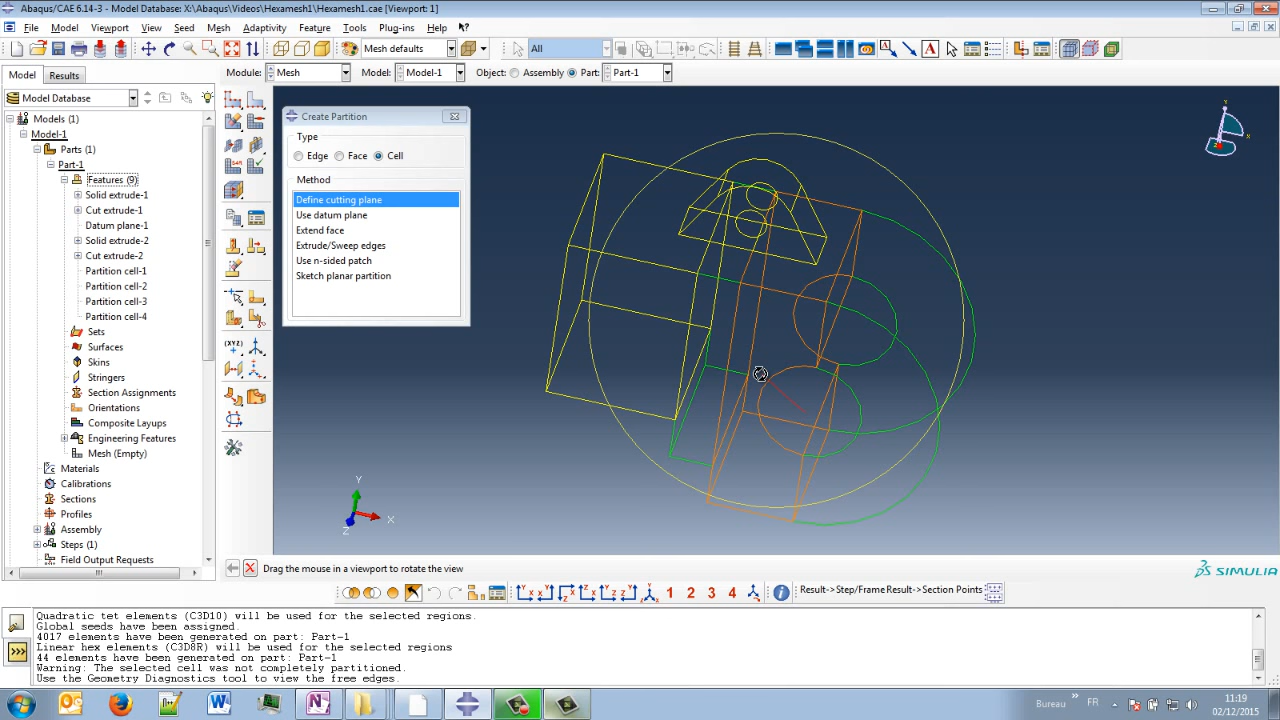 Abaqus/CAE 6.14-3 - Model Database: X:\Abaqus\Videos\Hexamesh1\Hexamesh1.cae [Viewport: 1]
File Model Viewport View Seed Mesh Adaptivity Feature Tools Plug-ins Help
Mesh defaults All
Model Results Module: Mesh Model: Model-1 Object: Assembly Part: Part-1
Model Database
Models (1)
Model-1
Parts (1)
Part-1
Features (9)
Solid extrude-1
Cut extrude-1
Datum plane-1
Solid extrude-2
Cut extrude-2
Partition cell-1
Partition cell-2
Partition cell-3
Partition cell-4
Sets
Surfaces
Skins
Stringers
Section Assignments
Orientations
Composite Layups
Engineering Features
Mesh (Empty)
Materials
Calibrations
Sections
Profiles
Assembly
Steps (1)
Field Output Requests
(XYZ)
Create Partition
Type
Edge Face Cell
Method
Define cutting plane
Use datum plane
Extend face
Extrude/Sweep edges
Use n-sided patch
Sketch planar partition
Y
X
Y
X
Z
Drag the mouse in a viewport to rotate the view
SIMULIA
1 2 3 4 Result->Step/Frame Result->Section Points
Quadratic tet elements (C3D10) will be used for the selected regions.
Global seeds have been assigned.
4017 elements have been generated on part: Part-1
Linear hex elements (C3D8R) will be used for the selected regions
44 elements have been generated on part: Part-1
Warning: The selected cell was not completely partitioned.
Use the Geometry Diagnostics tool to view the free edges.
>>>
Bureau » FR 11:19
02/12/2015